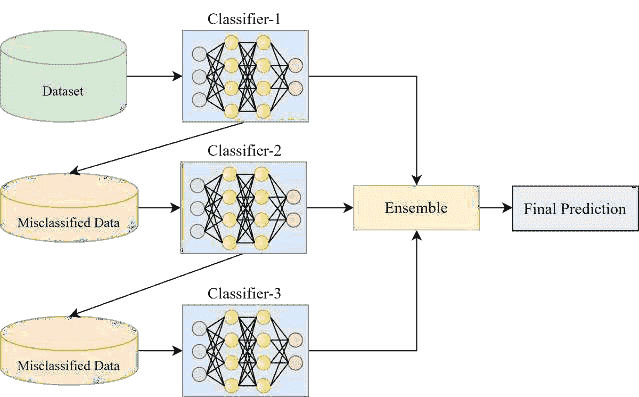 Classifier-1
Dataset
Classifier-2
Misclassified Data
Ensemble
Final Prediction
Classifier-3
Misclassified Data